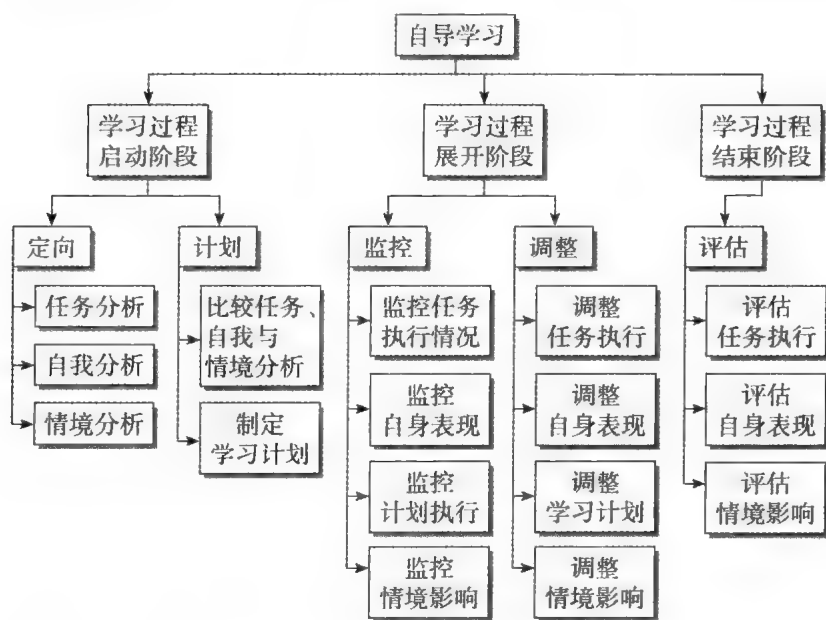 自导学习
学习过程
启动阶段
学习过程
展开阶段
学习过程
结束阶段
定向
计划
监控
调整
评估
任务分析
自我分析
情境分析
比较任务、
自我与
情境分析
制定
学习计划
监控任务
执行情况
监控
自身表现
监控
计划执行
监控
情境影响
调整
任务执行
调整
自身表现
调整
学习计划
调整
情境影响
评估
任务执行
评估
自身表现
评估
情境影响